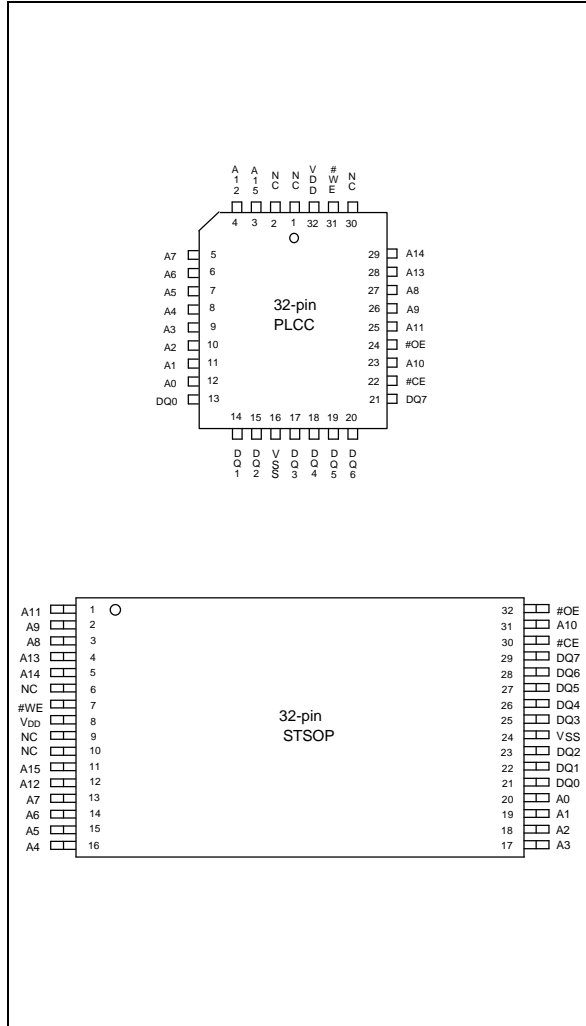 A12 A15 NC NC VDD #WE NC
4 3 2 1 32 31 30
A7 5 29 A14
A6 6 28 A13
A5 7 27 A8
A4 8 26 A9
A3 9 25 A11
A2 10 24 #OE
A1 11 23 A10
A0 12 22 #CE
DQ0 13 21 DQ7
32-pin
PLCC
14 15 16 17 18 19 20
DQ1 DQ2 VSS DQ3 DQ4 DQ5 DQ6
A11 1 32 #OE
A9 2 31 A10
A8 3 30 #CE
A13 4 29 DQ7
A14 5 28 DQ6
NC 6 27 DQ5
#WE 7 26 DQ4
VDD 8 25 DQ3
NC 9 24 VSS
NC 10 23 DQ2
A15 11 22 DQ1
A12 12 21 DQ0
A7 13 20 A0
A6 14 19 A1
A5 15 18 A2
A4 16 17 A3
32-pin
STSOP